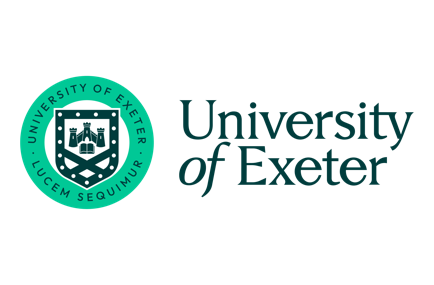 UNIVERSITY OF EXETER
LUCEM SEQUIMUR
University
of Exeter